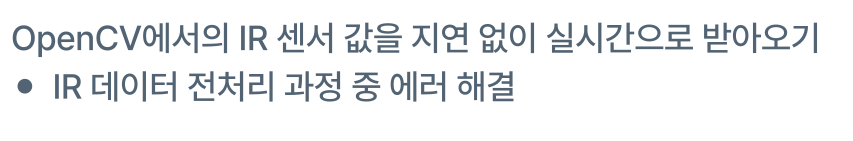 OpenCV에서의 IR 센서 값을 지연 없이 실시간으로 받아오기
● IR 데이터 전처리 과정 중 에러 해결